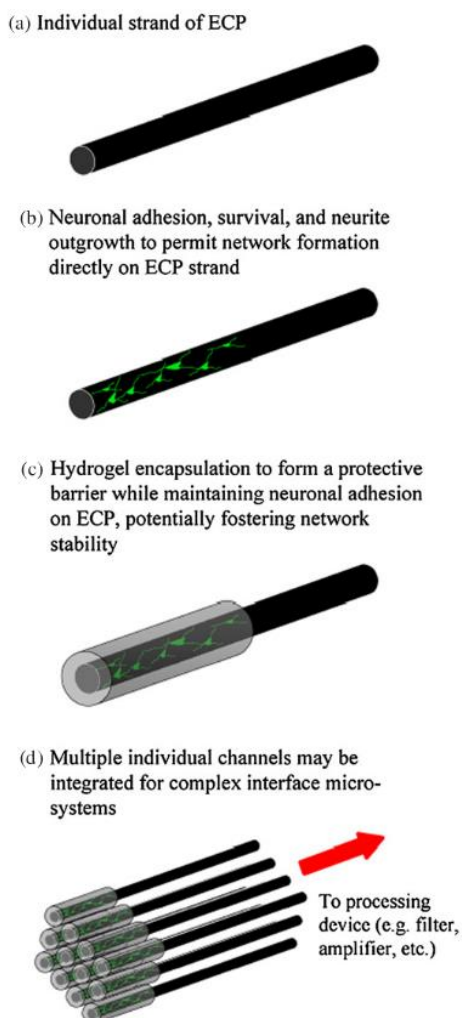 (a) Individual strand of ECP
(b) Neuronal adhesion, survival, and neurite
outgrowth to permit network formation
directly on ECP strand
(c) Hydrogel encapsulation to form a protective
barrier while maintaining neuronal adhesion
on ECP, potentially fostering network
stability
(d) Multiple individual channels may be
integrated for complex interface micro-
systems
To processing
device (e.g. filter,
amplifier, etc.)